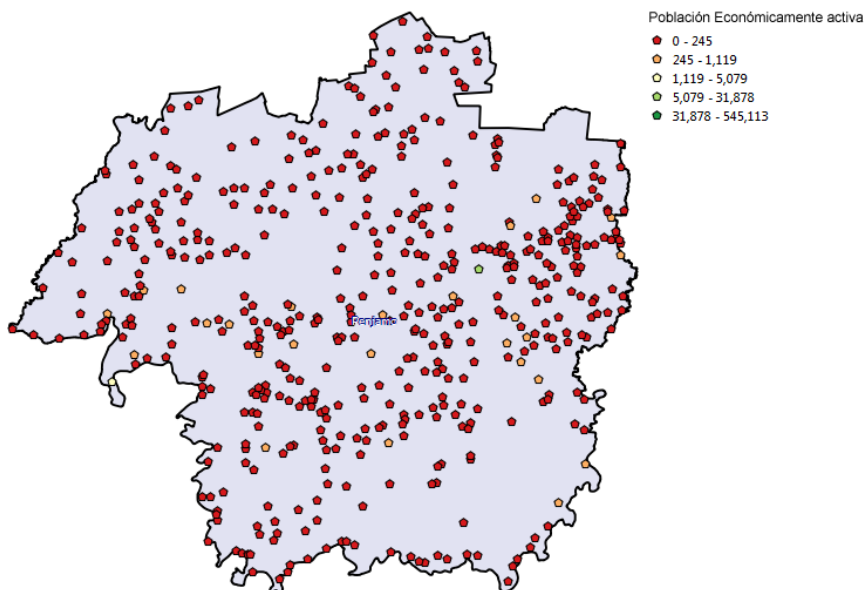 Población Económicamente activa
0 - 245
245 - 1,119
1,119 - 5,079
5,079 - 31,878
31,878 - 545,113
Penjamo